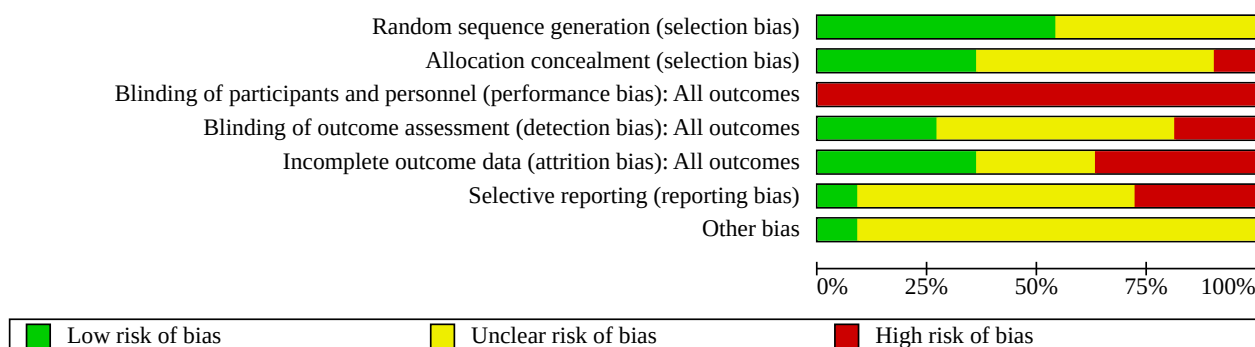 Random sequence generation (selection bias)
Allocation concealment (selection bias)
Blinding of participants and personnel (performance bias): All outcomes
Blinding of outcome assessment (detection bias): All outcomes
Incomplete outcome data (attrition bias): All outcomes
Selective reporting (reporting bias)
Other bias
0% 25% 50% 75% 100%
Low risk of bias Unclear risk of bias High risk of bias